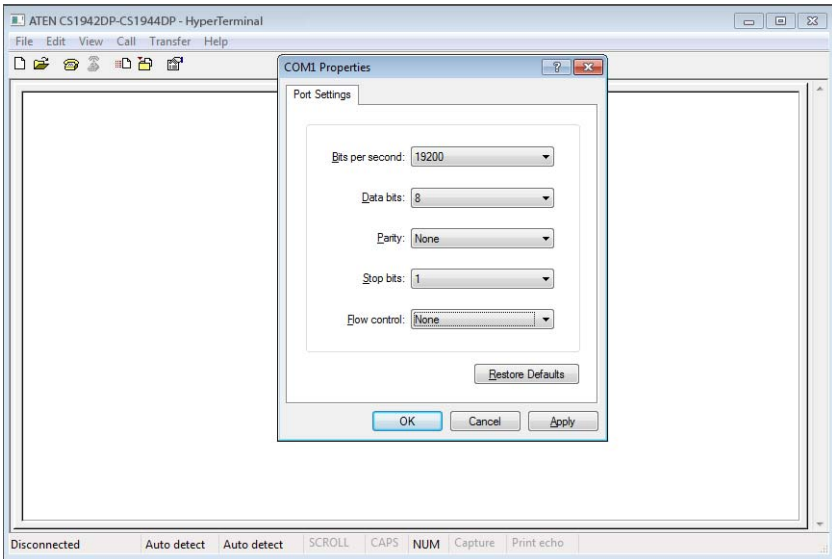 ATEN CS1942DP-CS1944DP - HyperTerminal
File Edit View Call Transfer Help
COM1 Properties
Port Settings
Bits per second: 19200
Data bits: 8
Parity: None
Stop bits: 1
Flow control: None
Restore Defaults
OK Cancel Apply
Disconnected Auto detect Auto detect SCROLL CAPS NUM Capture Print echo